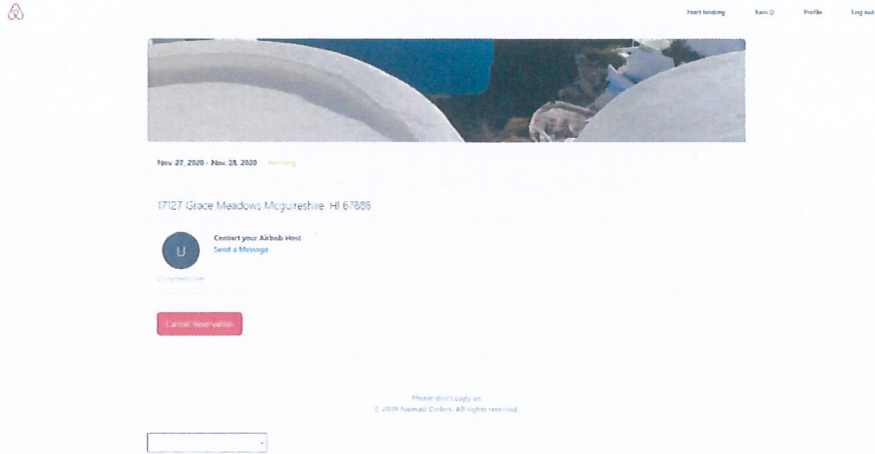 Start hosting
Profile
Log out
Nov. 27, 2020 - Nov. 28, 2020 Pending
17127 Grace Meadows Mcguireshire, HI 67888
Contact your Airbnb Host
Send a Message
U
Cancel Reservation
Please don't copy us.
© 2019 Nomad Coders. All rights reserved.